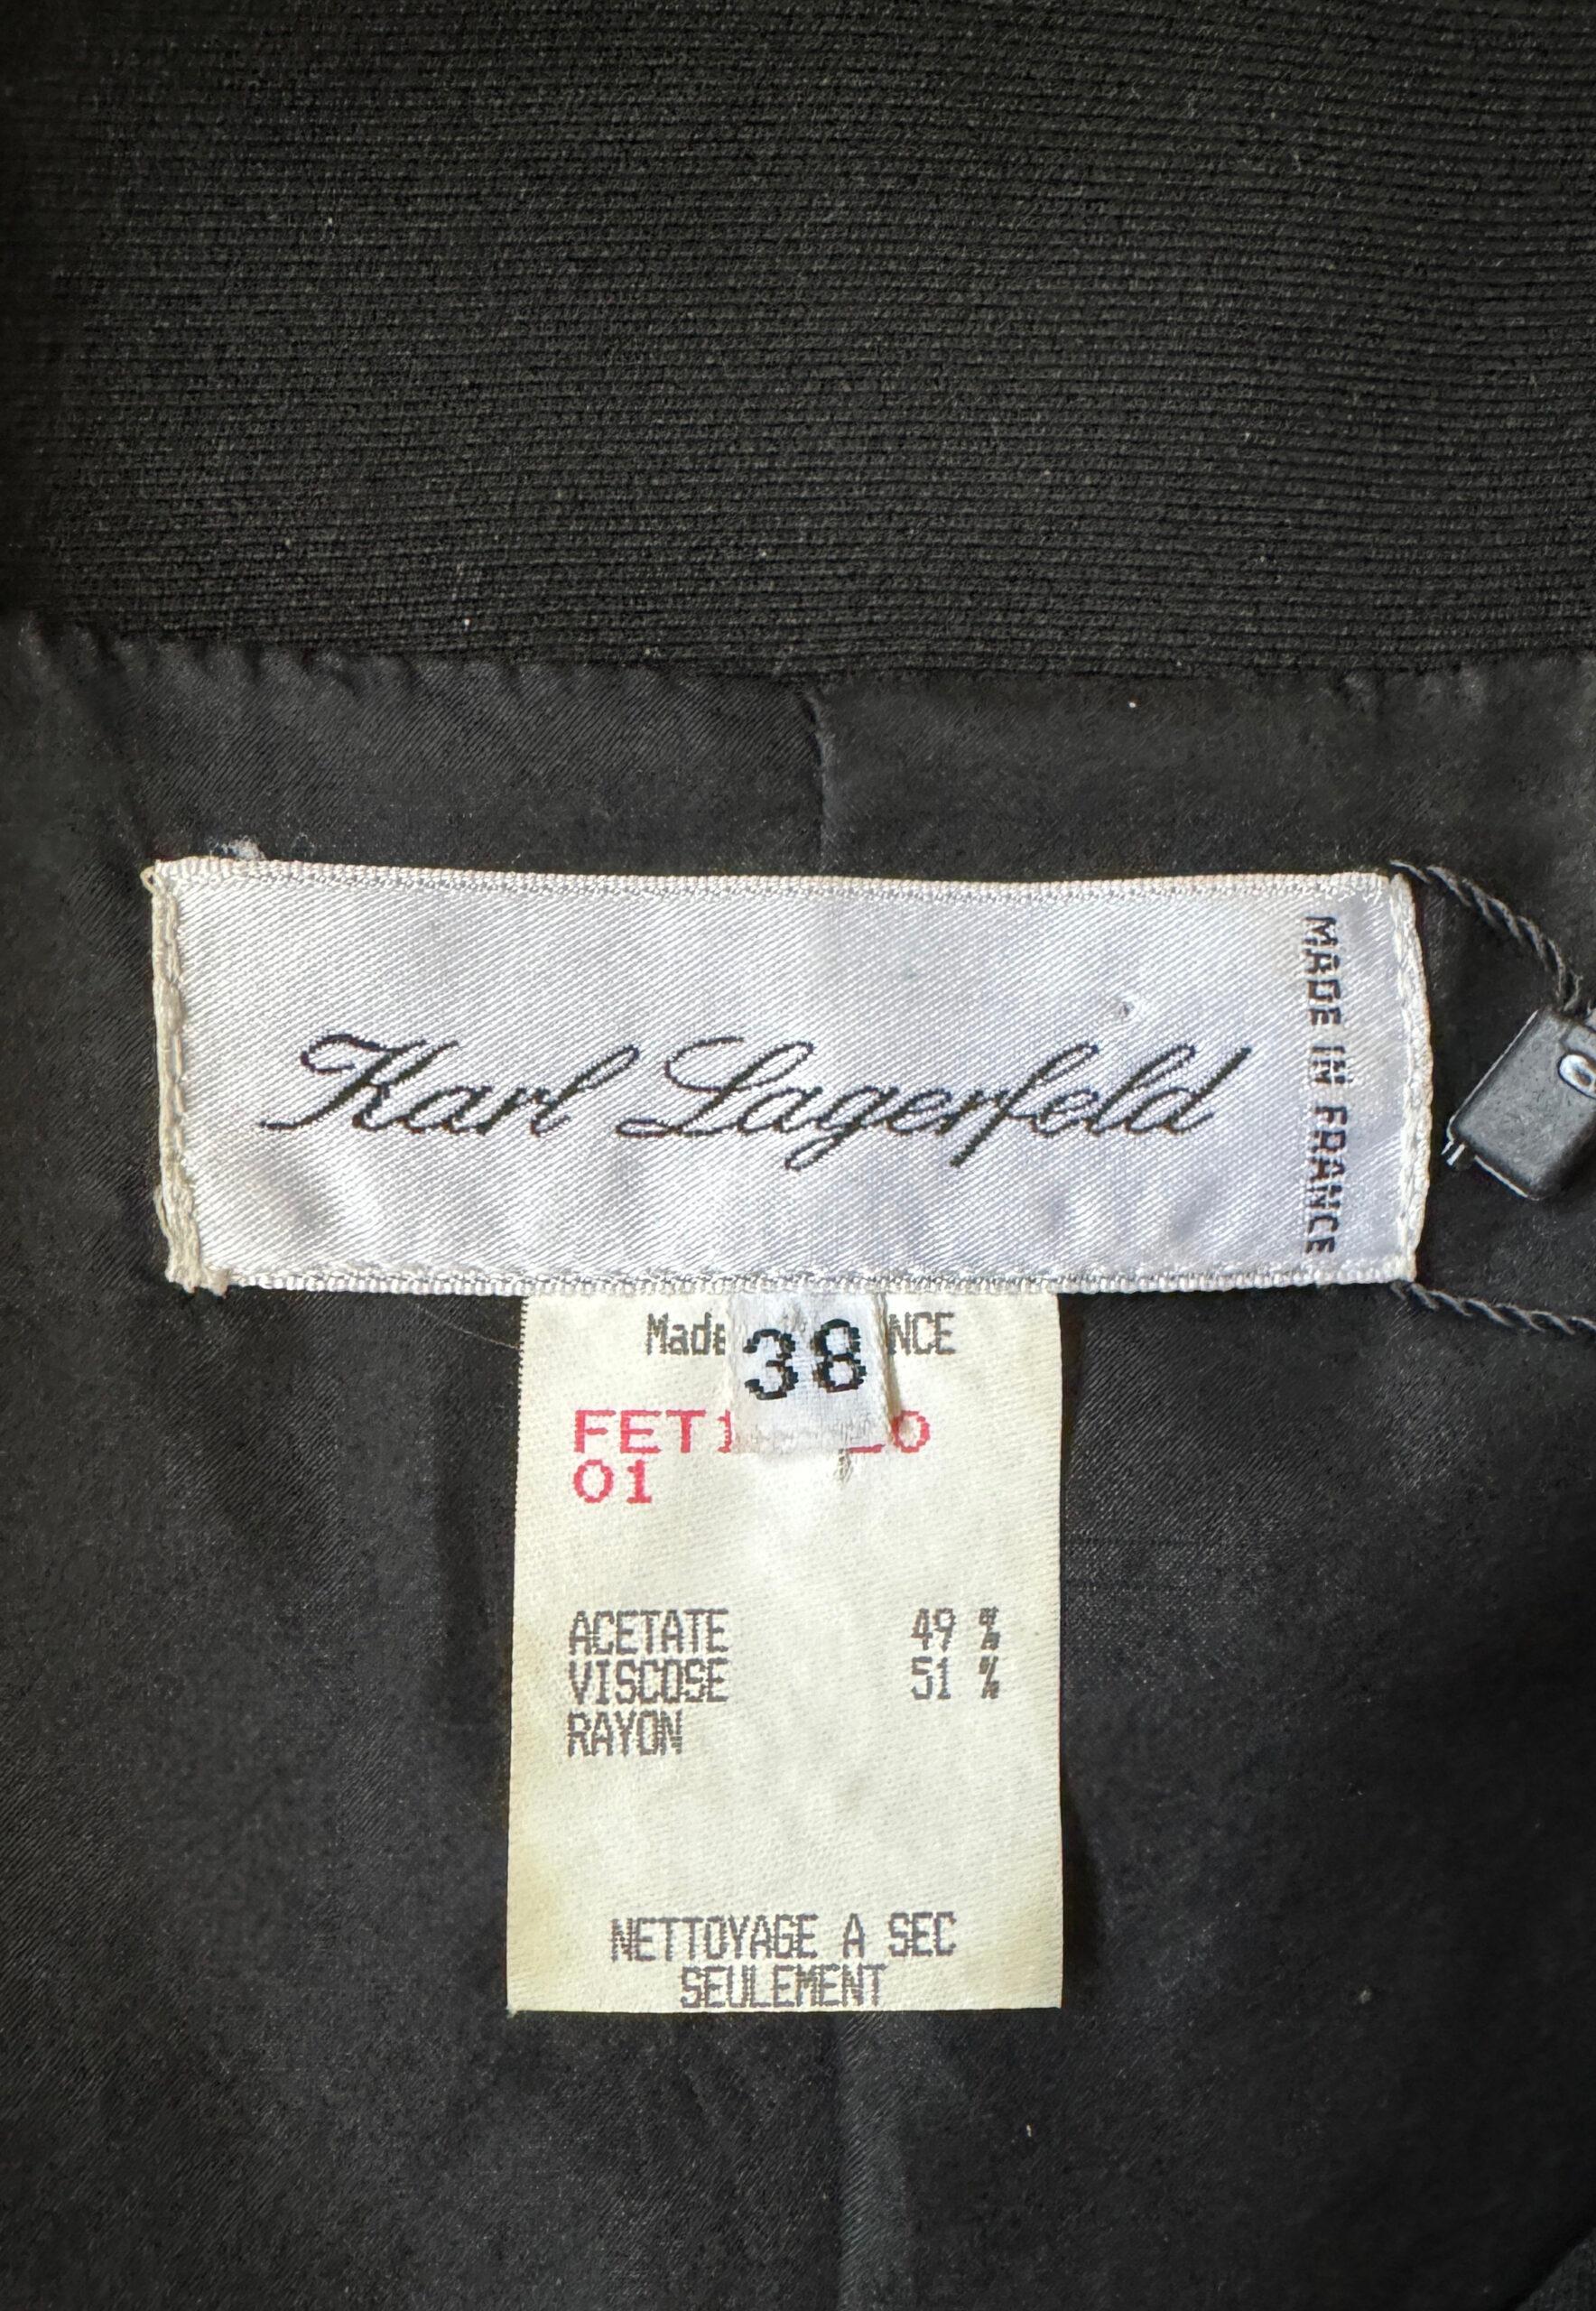 Karl Lagerfeld
MADE IN FRANCE
38
01
ACETATE 49 %
VISCOSE 51 %
RAYON
NETTOYAGE A SEC
SEULEMENT